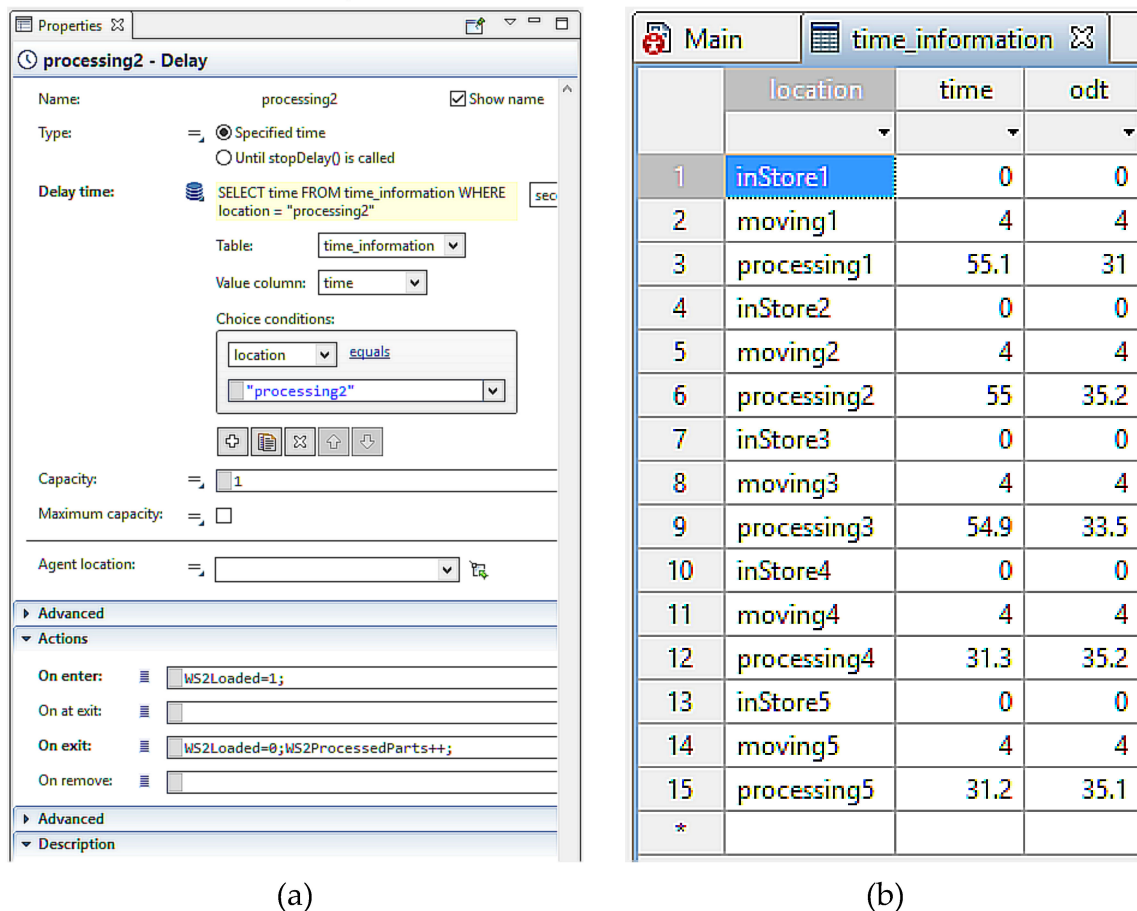 Properties
processing2 - Delay
Name: processing2 Show name
Type: Specified time
Until stopDelay() is called
Delay time: SELECT time FROM time_information WHERE
location = "processing2"
Table: time_information
Value column: time
Choice conditions:
location equals
"processing2"
Capacity: 1
Maximum capacity:
Agent location:
Advanced
Actions
On enter: WS2Loaded=1;
On at exit:
On exit: WS2Loaded=0;WS2ProcessedParts++;
On remove:
Advanced
Description
(a)
Main time_information
location time odt
1 inStore1 0 0
2 moving1 4 4
3 processing1 55.1 31
4 inStore2 0 0
5 moving2 4 4
6 processing2 55 35.2
7 inStore3 0 0
8 moving3 4 4
9 processing3 54.9 33.5
10 inStore4 0 0
11 moving4 4 4
12 processing4 31.3 35.2
13 inStore5 0 0
14 moving5 4 4
15 processing5 31.2 35.1
*
(b)